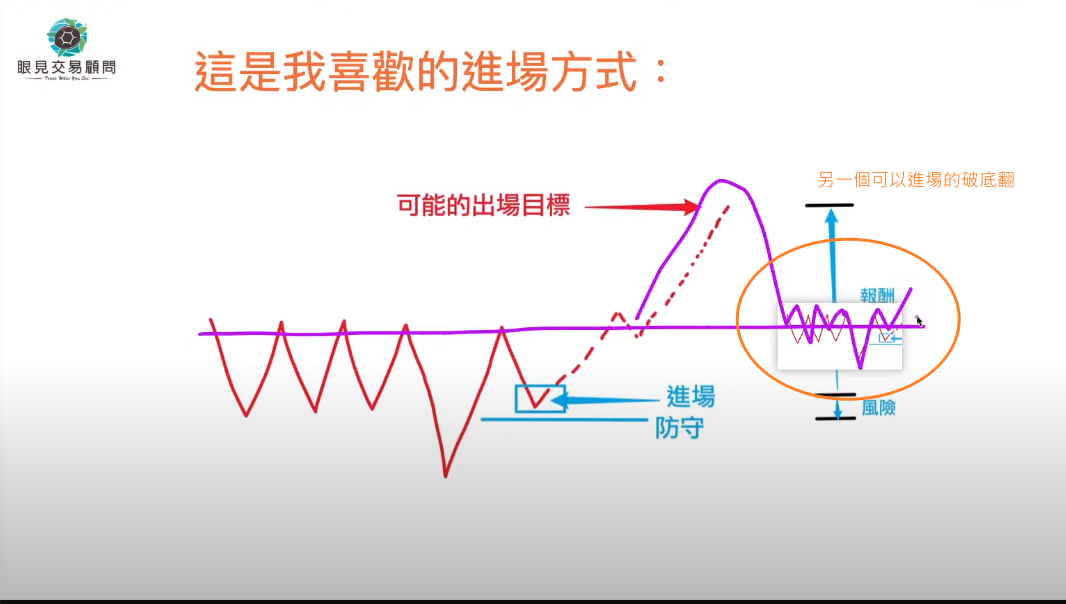 眼見交易顧問
Trade What You See
這是我喜歡的進場方式：
另一個可以進場的破底翻
可能的出場目標
報酬
進場
防守
風險